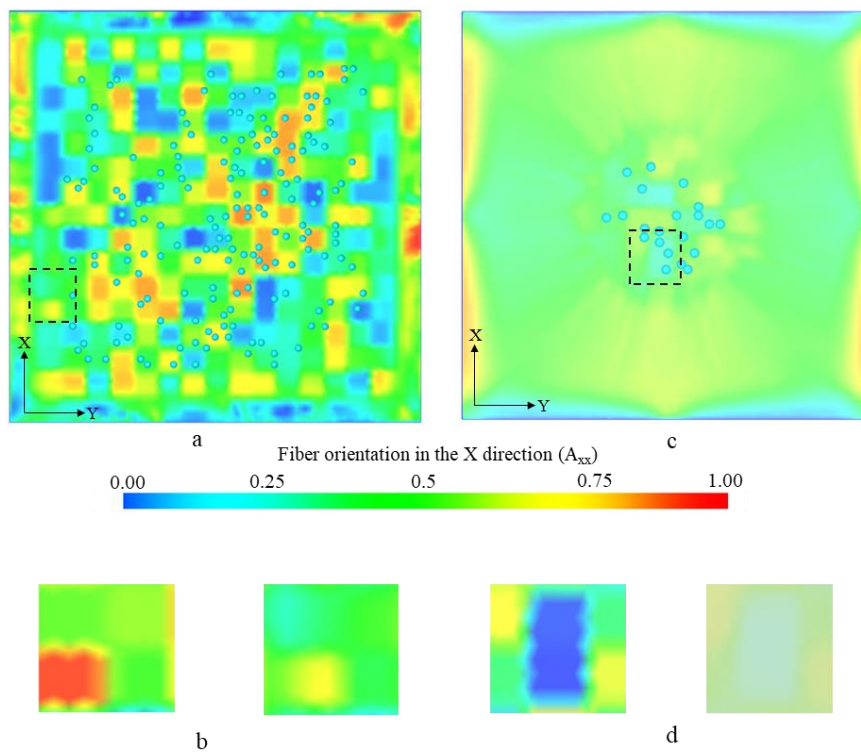 X
Y
X
Y
a
c
Fiber orientation in the X direction (Axx)
0.00 0.25 0.5 0.75 1.00
b
d